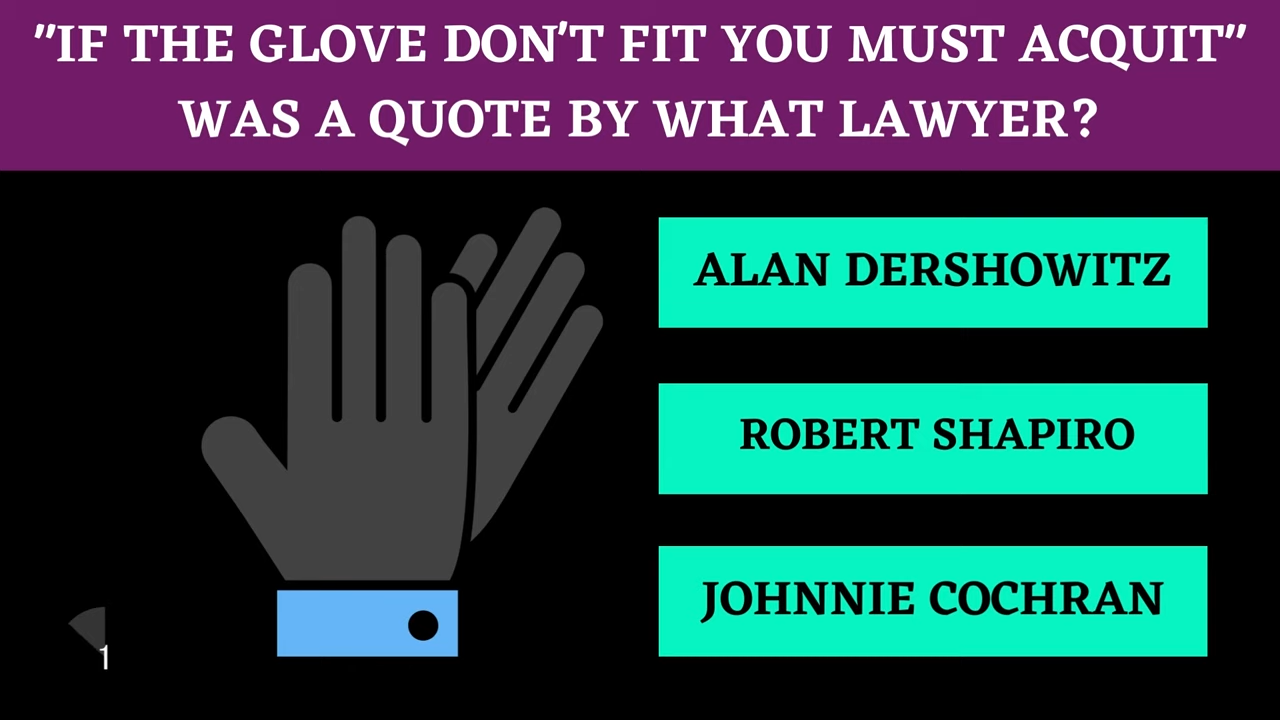 "IF THE GLOVE DON'T FIT YOU MUST ACQUIT"
WAS A QUOTE BY WHAT LAWYER?
ALAN DERSHOWITZ
ROBERT SHAPIRO
JOHNNIE COCHRAN
1